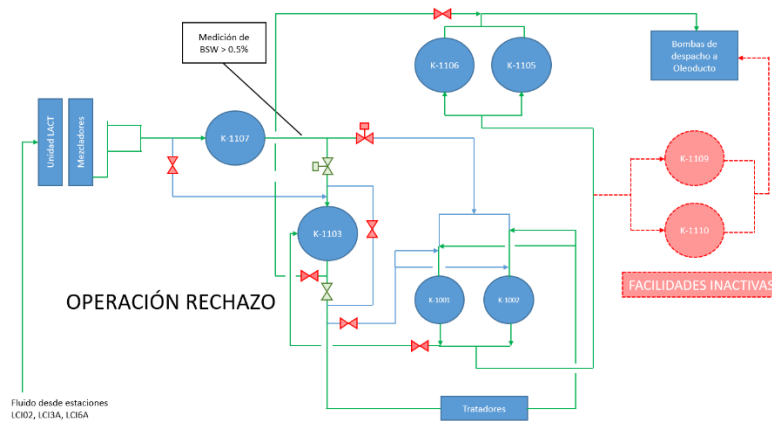 Medición de
BSW > 0.5%
K-1106
K-1105
Bombas de
despacho a
Oleoducto
Unidad LACT
Mezcladores
K-1107
K-1109
K-1103
K-1110
OPERACIÓN RECHAZO
K-1001
K-1002
FACILIDADES INACTIVAS
Fluido desde estaciones
LCI02, LCI3A, LCI6A
Tratadores